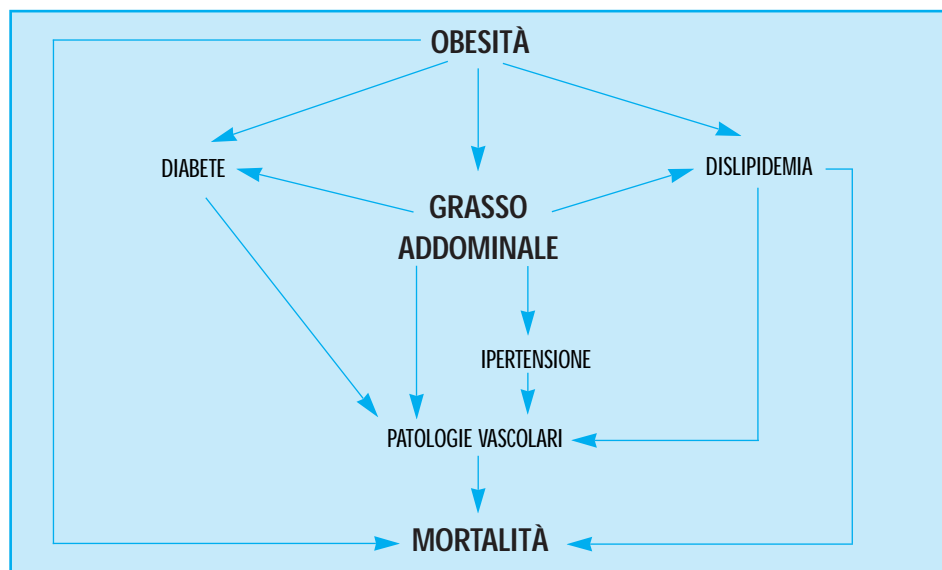 OBESITÀ
DIABETE
DISLIPIDEMIA
GRASSO
ADDOMINALE
IPERTENSIONE
PATOLOGIE VASCOLARI
MORTALITÀ